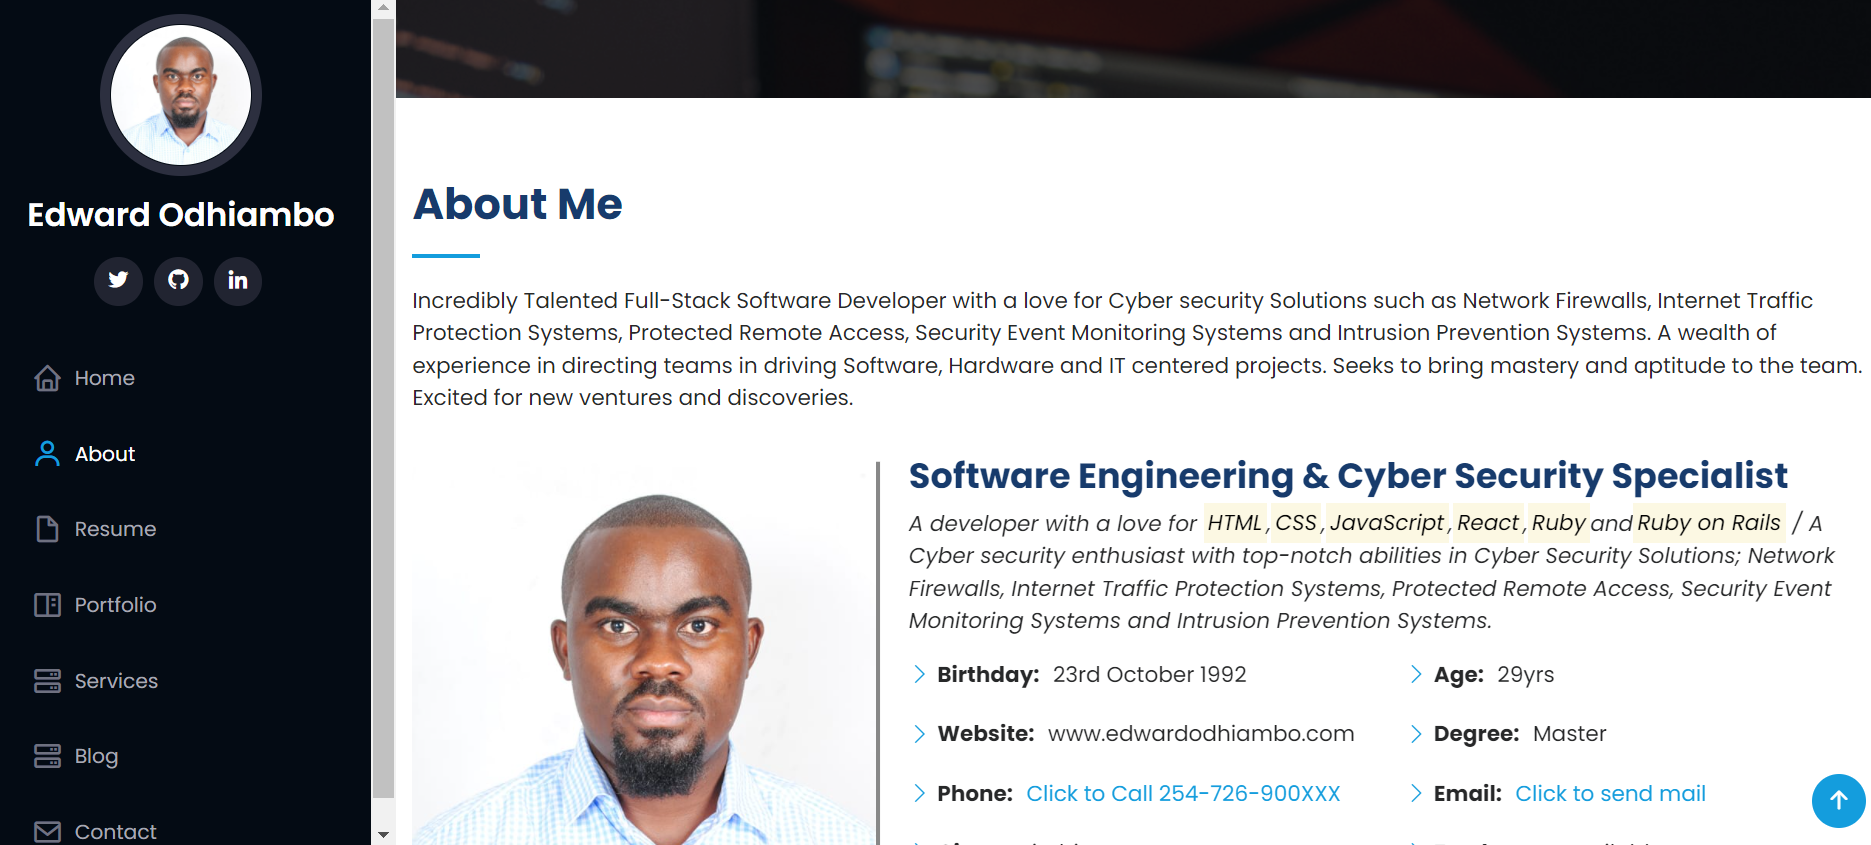 Edward Odhiambo
Home
About
Resume
Portfolio
Services
Blog
Contact
About Me
Incredibly Talented Full-Stack Software Developer with a love for Cyber security Solutions such as Network Firewalls, Internet Traffic
Protection Systems, Protected Remote Access, Security Event Monitoring Systems and Intrusion Prevention Systems. A wealth of
experience in directing teams in driving Software, Hardware and IT centered projects. Seeks to bring mastery and aptitude to the team.
Excited for new ventures and discoveries.
Software Engineering & Cyber Security Specialist
A developer with a love for HTML, CSS, JavaScript, React, Ruby and Ruby on Rails / A
Cyber security enthusiast with top-notch abilities in Cyber Security Solutions; Network
Firewalls, Internet Traffic Protection Systems, Protected Remote Access, Security Event
Monitoring Systems and Intrusion Prevention Systems.
Birthday: 23rd October 1992
Age: 29yrs
Website: www.edwardodhiambo.com
Degree: Master
Phone: Click to Call 254-726-900XXX
Email: Click to send mail